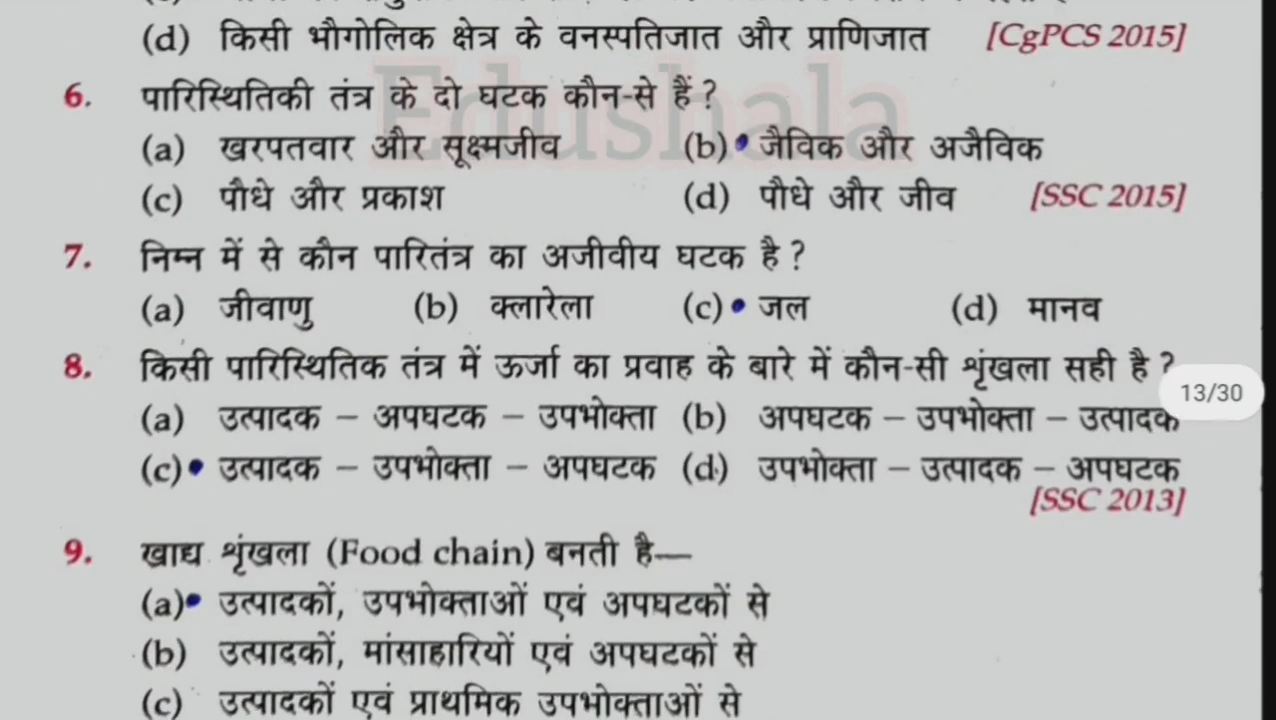 (d) किसी भौगोलिक क्षेत्र के वनस्पतिजात और प्राणिजात [CgPCS 2015]
Edushala
6. पारिस्थितिकी तंत्र के दो घटक कौन-से हैं ?
(a) खरपतवार और सूक्ष्मजीव (b) जैविक और अजैविक
(c) पौधे और प्रकाश (d) पौधे और जीव [SSC 2015]
7. निम्न में से कौन पारितंत्र का अजीवीय घटक है ?
(a) जीवाणु (b) क्लारेला (c) जल (d) मानव
8. किसी पारिस्थितिक तंत्र में ऊर्जा का प्रवाह के बारे में कौन-सी शृंखला सही है ?
13/30
(a) उत्पादक – अपघटक – उपभोक्ता (b) अपघटक – उपभोक्ता – उत्पादक
(c) उत्पादक – उपभोक्ता – अपघटक (d) उपभोक्ता – उत्पादक – अपघटक
[SSC 2013]
9. खाद्य शृंखला (Food chain) बनती है—
(a) उत्पादकों, उपभोक्ताओं एवं अपघटकों से
(b) उत्पादकों, मांसाहारियों एवं अपघटकों से
(c) उत्पादकों एवं प्राथमिक उपभोक्ताओं से